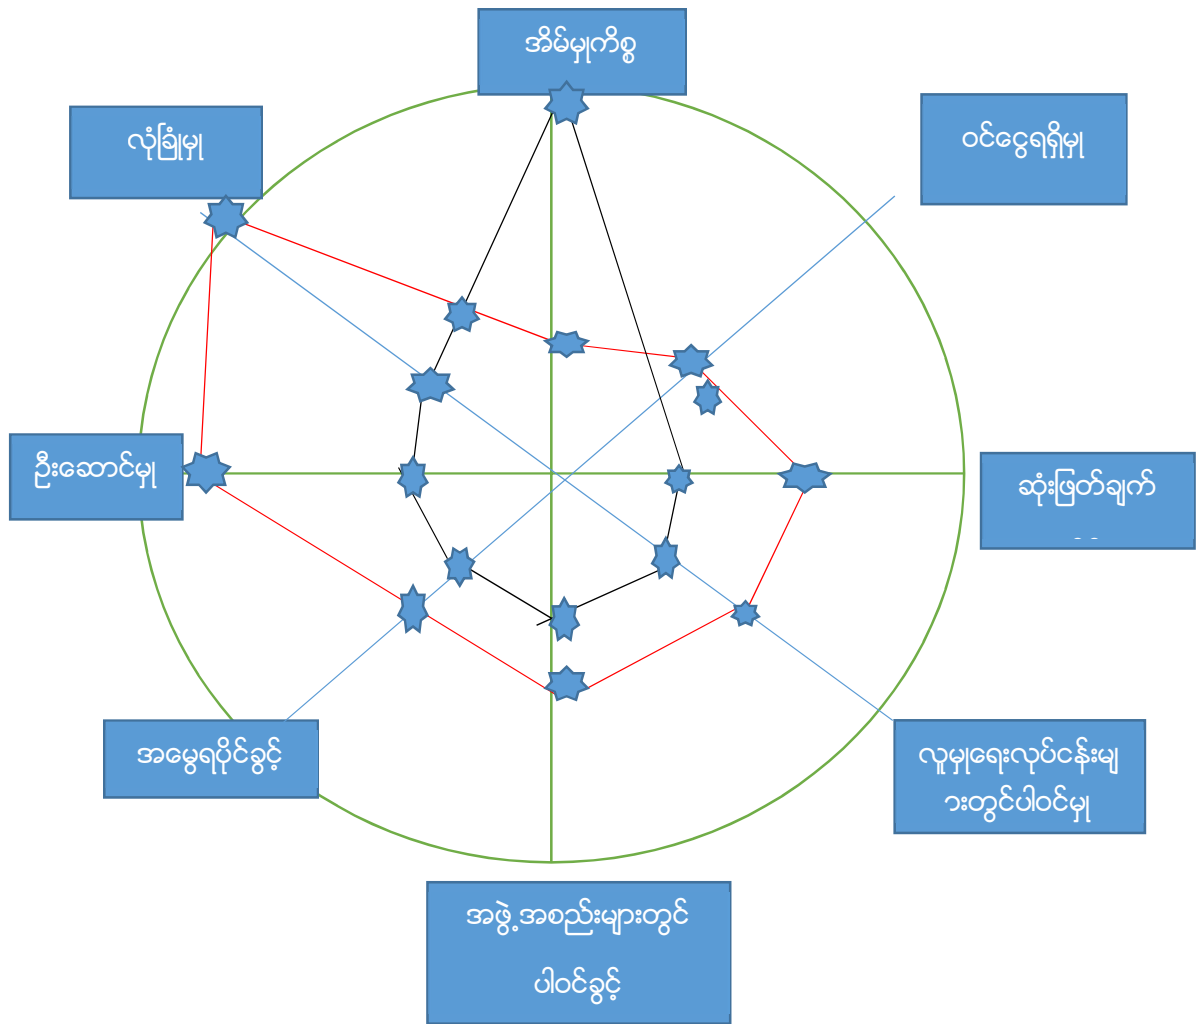 အိမ်မှုကိစ္စ
လုံခြုံမှု
ဝင်ငွေရရှိမှု
ဦးဆောင်မှု
ဆုံးဖြတ်ချက်
အမွေရပိုင်ခွင့်
လူမှုရေးလုပ်ငန်းမျ
ားတွင်ပါဝင်မှု
အဖွဲ့အစည်းများတွင်
ပါဝင်ခွင့်